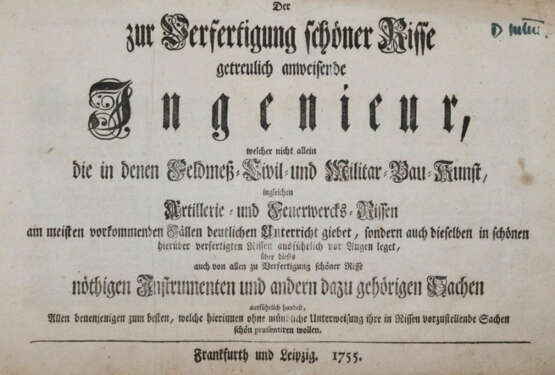 Der
zur Verfertigung schöner Risse
getreulich anweisende
Ingenieur,
welcher nicht allein
die in denen Feldmeß-Civil-und Militar-Bau-Kunst,
ingleichen
Artillerie-und Feuerwercks-Rissen
am meisten vorkommenden Fällen deutlichen Unterricht giebet, sondern auch dieselben in schönen
hierüber verfertigten Rissen ausführlich vor Augen leget,
über dieses
auch von allen zu Verfertigung schöner Risse
nöthigen Instrumenten und andern dazu gehörigen Sachen
ausführlich handelt,
Allen denenjenigen zum besten, welche hierinnen ohne mündliche Unterweisung ihre in Rissen vorzustellende Sachen
schön praesentiren wollen.
Franckfurth und Leipzig. 1755.